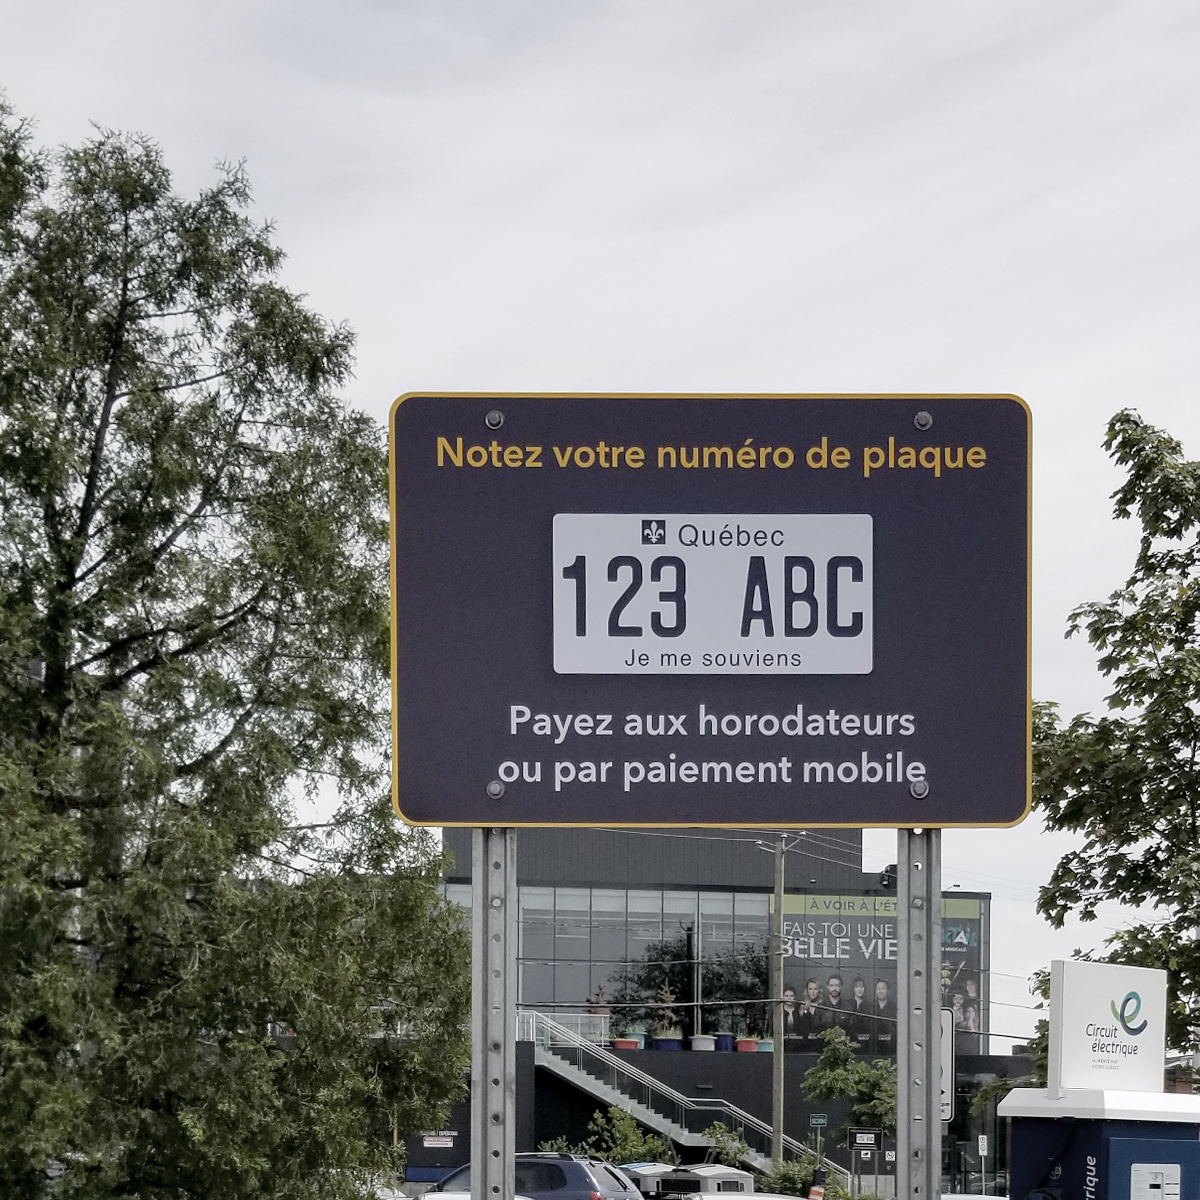 Notez votre numéro de plaque
Québec
123 ABC
Je me souviens
Payez aux horodateurs
ou par paiement mobile
À VOIR À L'ÉT
FAIS-TOI UNE
BELLE VIE
Circuit
électrique
trique